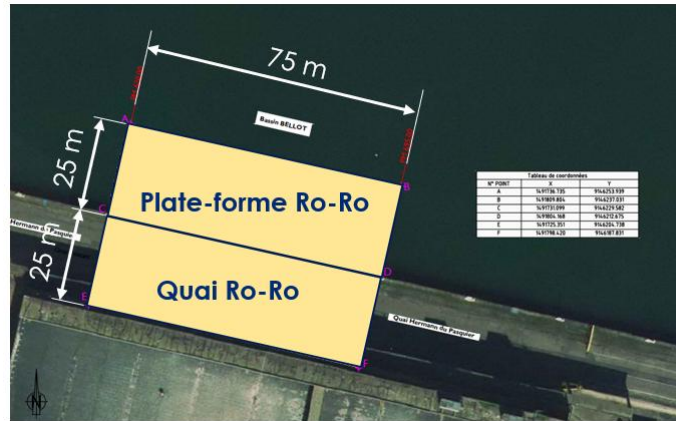 75 m
Bassin BELLOT
A
B
25 m
Plate-forme Ro-Ro
C
Hermann du Pasquier
25 m
Quai Ro-Ro
D
E
Quai Hermann du Pasquier
F
N
Tableau de coordonnées
N° POINT X Y
A 1491736.735 9146253.939
B 1491809.804 9146237.031
C 1491731.099 9146229.582
D 1491804.168 9146212.675
E 1491725.351 9146204.738
F 1491798.420 9146187.831